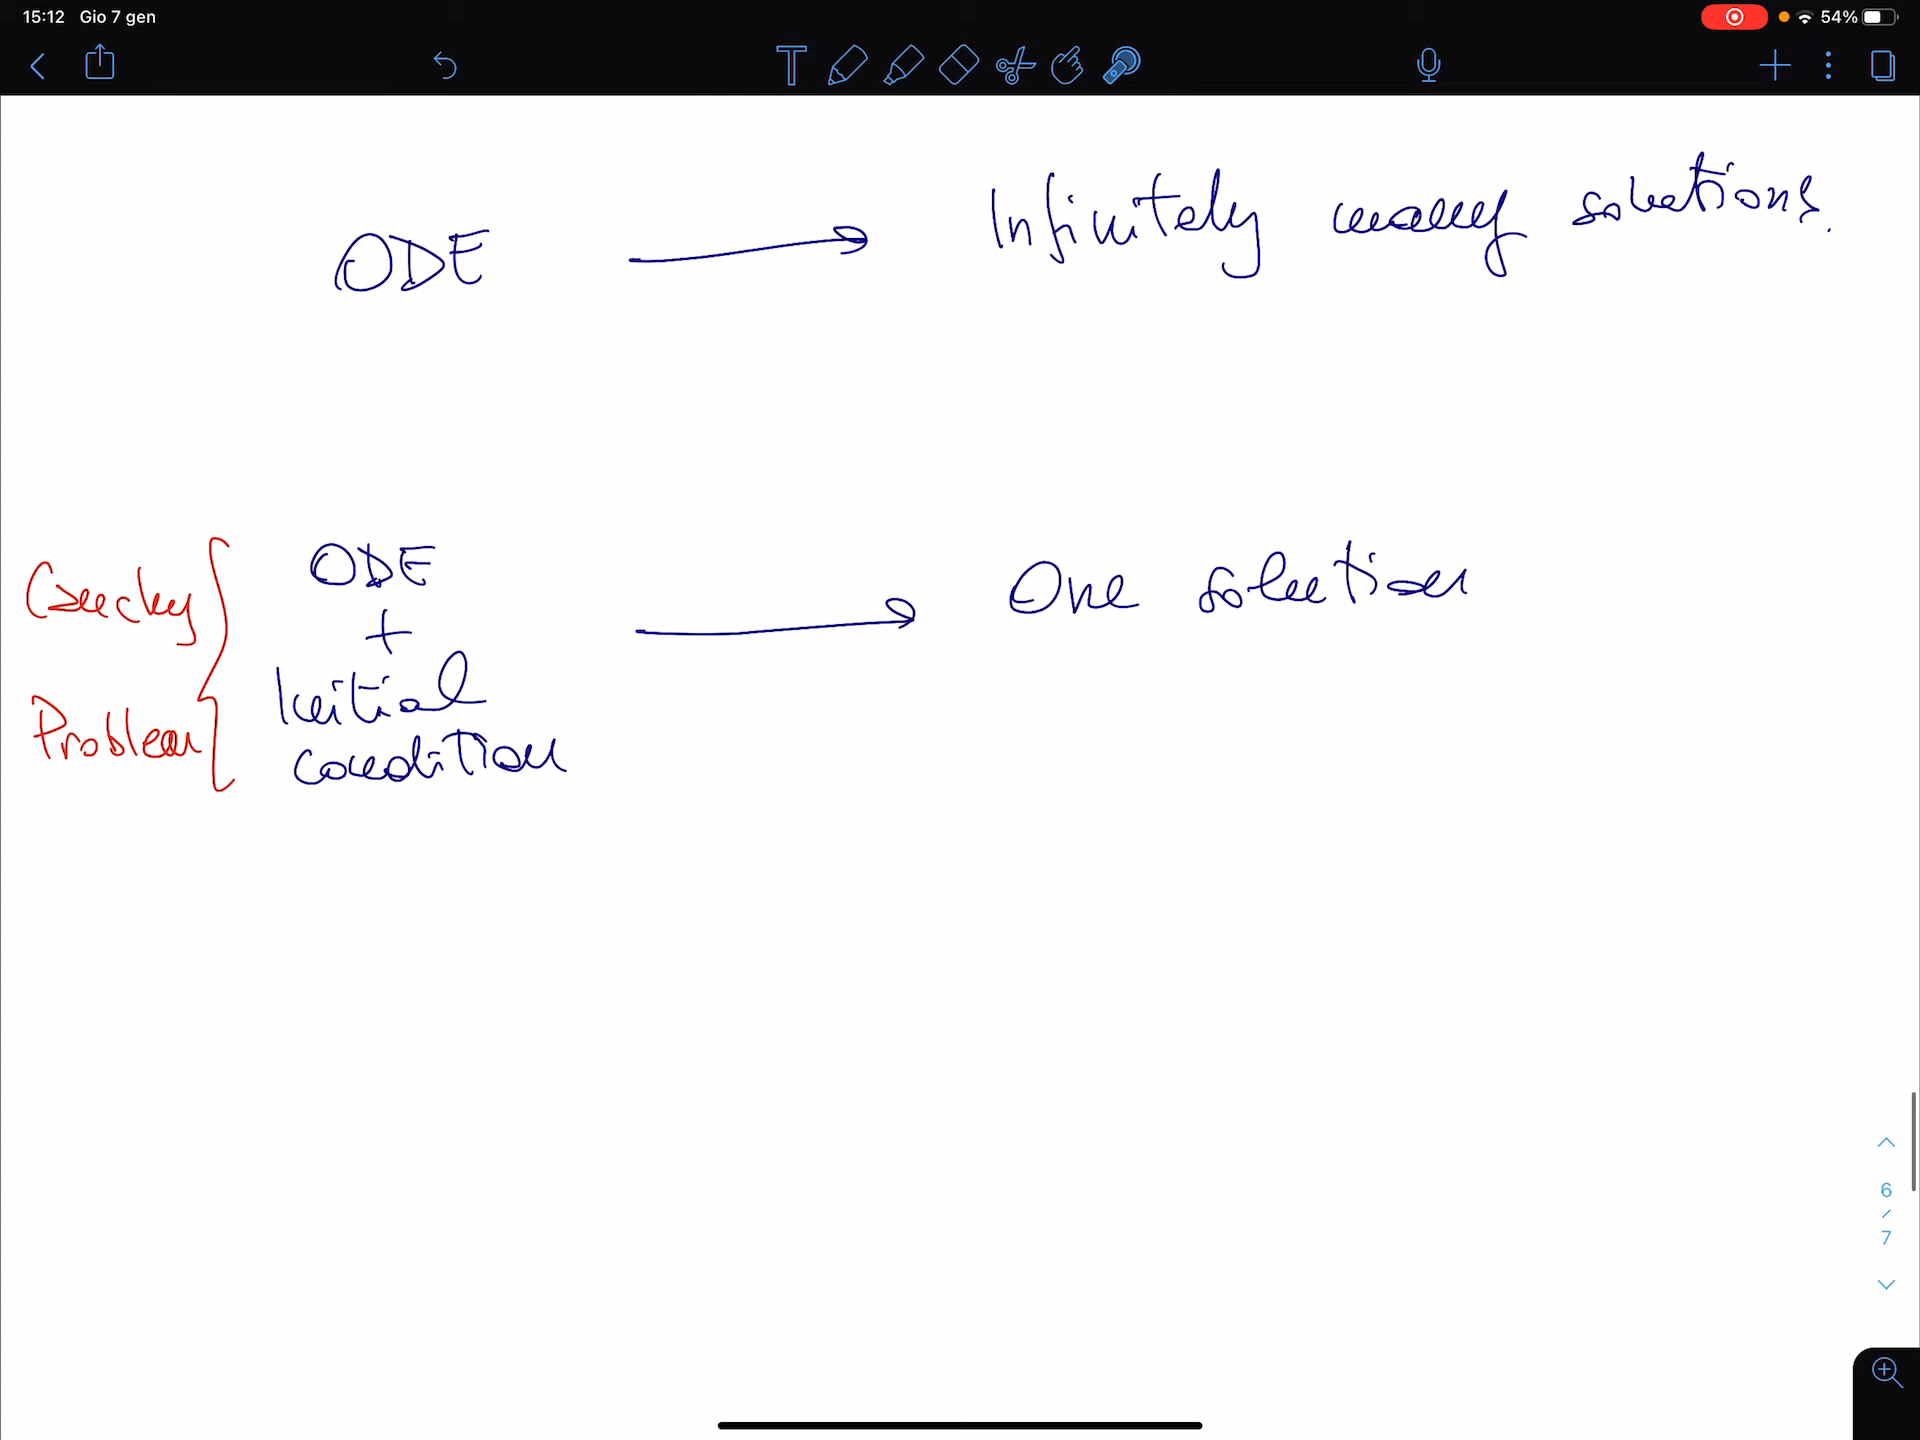 15:12 Gio 7 gen
54%
ODE → Infinitely many solutions.
Cauchy Problem { ODE
+
Initial
condition
→ One solution
6
/
7